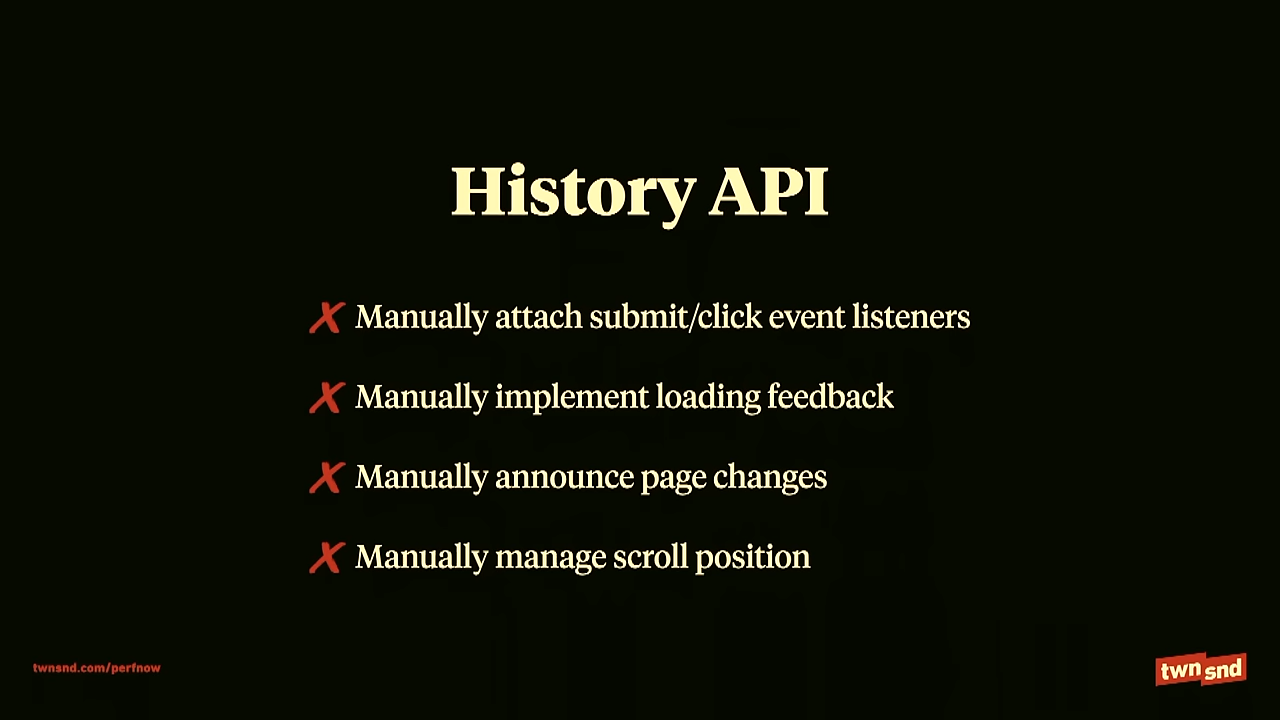 History API
✗ Manually attach submit/click event listeners
✗ Manually implement loading feedback
✗ Manually announce page changes
✗ Manually manage scroll position
twnsnd.com/perfnow
twn snd